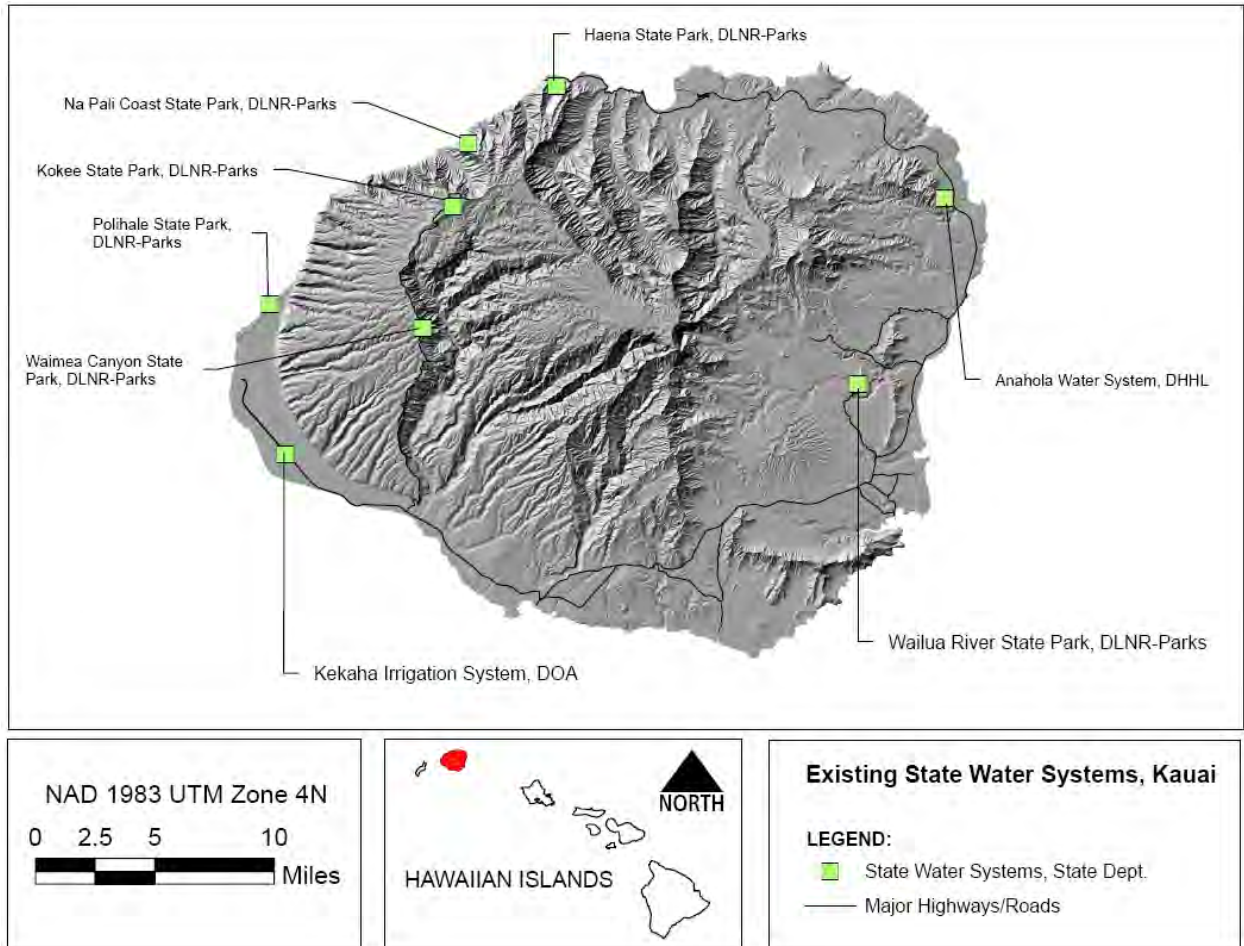 Haena State Park, DLNR-Parks
Na Pali Coast State Park, DLNR-Parks
Kokee State Park, DLNR-Parks
Polihale State Park,
DLNR-Parks
Waimea Canyon State
Park, DLNR-Parks
Anahola Water System, DHHL
Wailua River State Park, DLNR-Parks
Kekaha Irrigation System, DOA
NAD 1983 UTM Zone 4N
0 2.5 5 10
Miles
NORTH
HAWAIIAN ISLANDS
Existing State Water Systems, Kauai
LEGEND:
State Water Systems, State Dept.
Major Highways/Roads